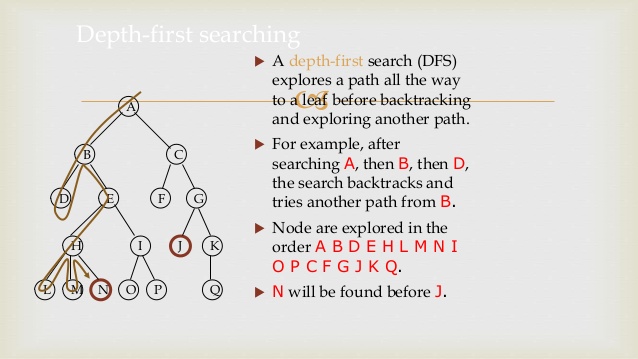 Depth-first searching
A depth-first search (DFS)
explores a path all the way
to a leaf before backtracking
and exploring another path.
For example, after
searching A, then B, then D,
the search backtracks and
tries another path from B.
Node are explored in the
order A B D E H L M N I
O P C F G J K Q.
N will be found before J.
A
B C
D E F G
H I J K
L M N O P Q